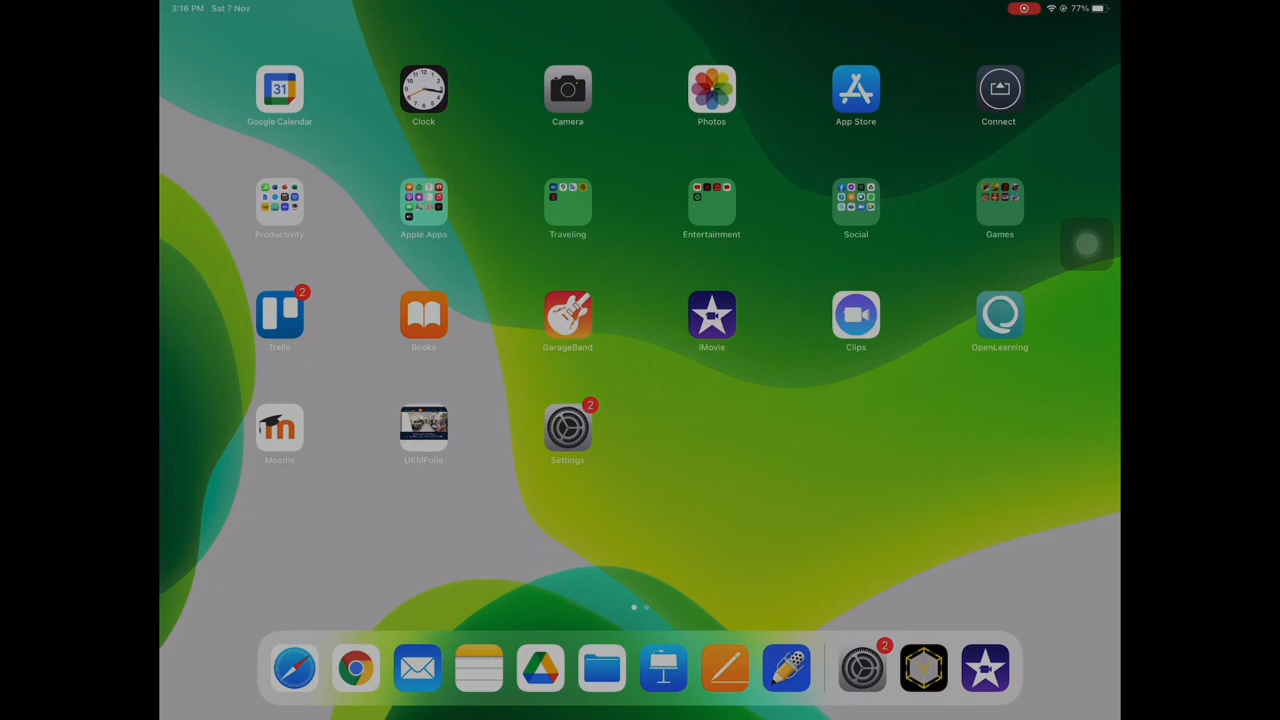 3:16 PM Sat 7 Nov
77%
31
Google Calendar
Clock
Camera
Photos
App Store
Connect
Productivity
Apple Apps
Traveling
Entertainment
Social
Games
2
Trello
Books
GarageBand
iMovie
Clips
OpenLearning
2
Moodle
UKMFolio
Settings
2